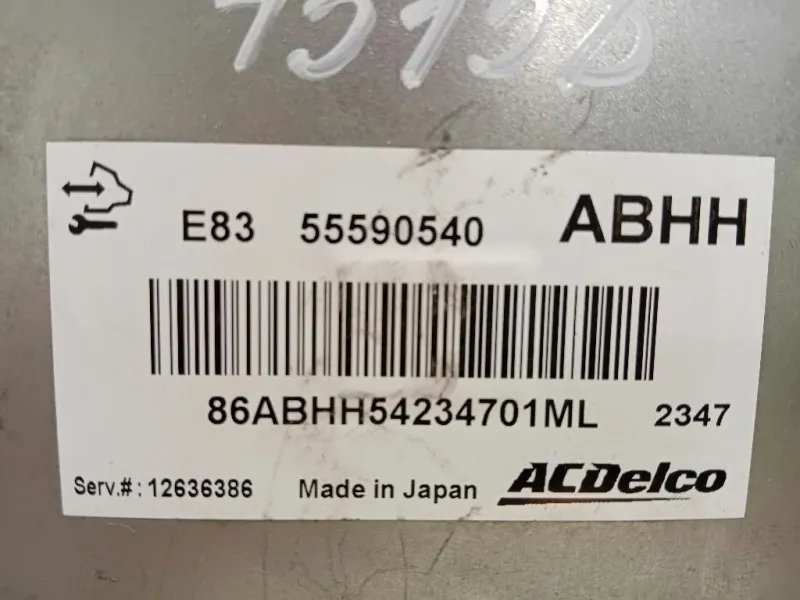 E83 55590540 ABHH
86ABHH54234701ML 2347
Serv.#: 12636386 Made in Japan ACDelco